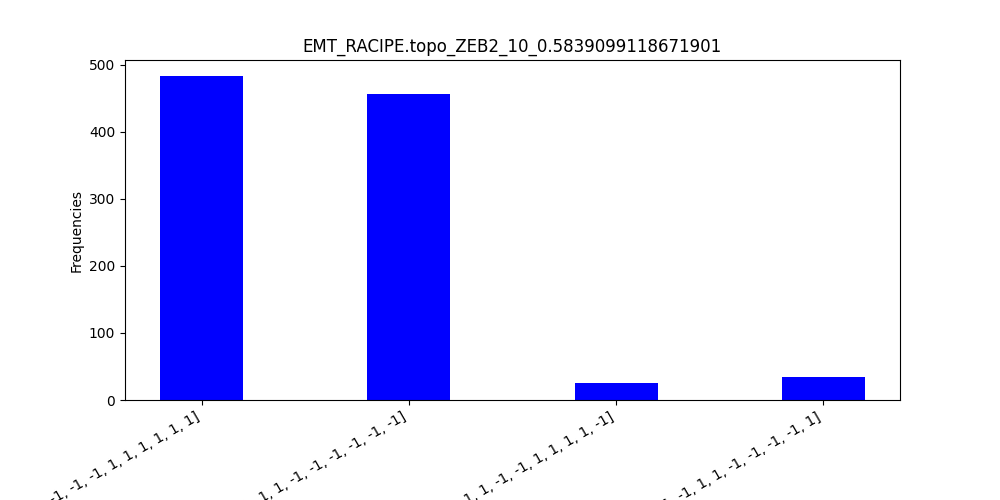 EMT_RACIPE.topo_ZEB2_10_0.5839099118671901
500
400
300
200
100
0
Frequencies
-1, -1, -1, 1, 1, 1, 1, 1, 1]
1, 1, -1, -1, -1, -1, -1, -1]
1, 1, -1, -1, 1, 1, 1, 1, -1]
-1, 1, 1, -1, -1, -1, -1, 1]